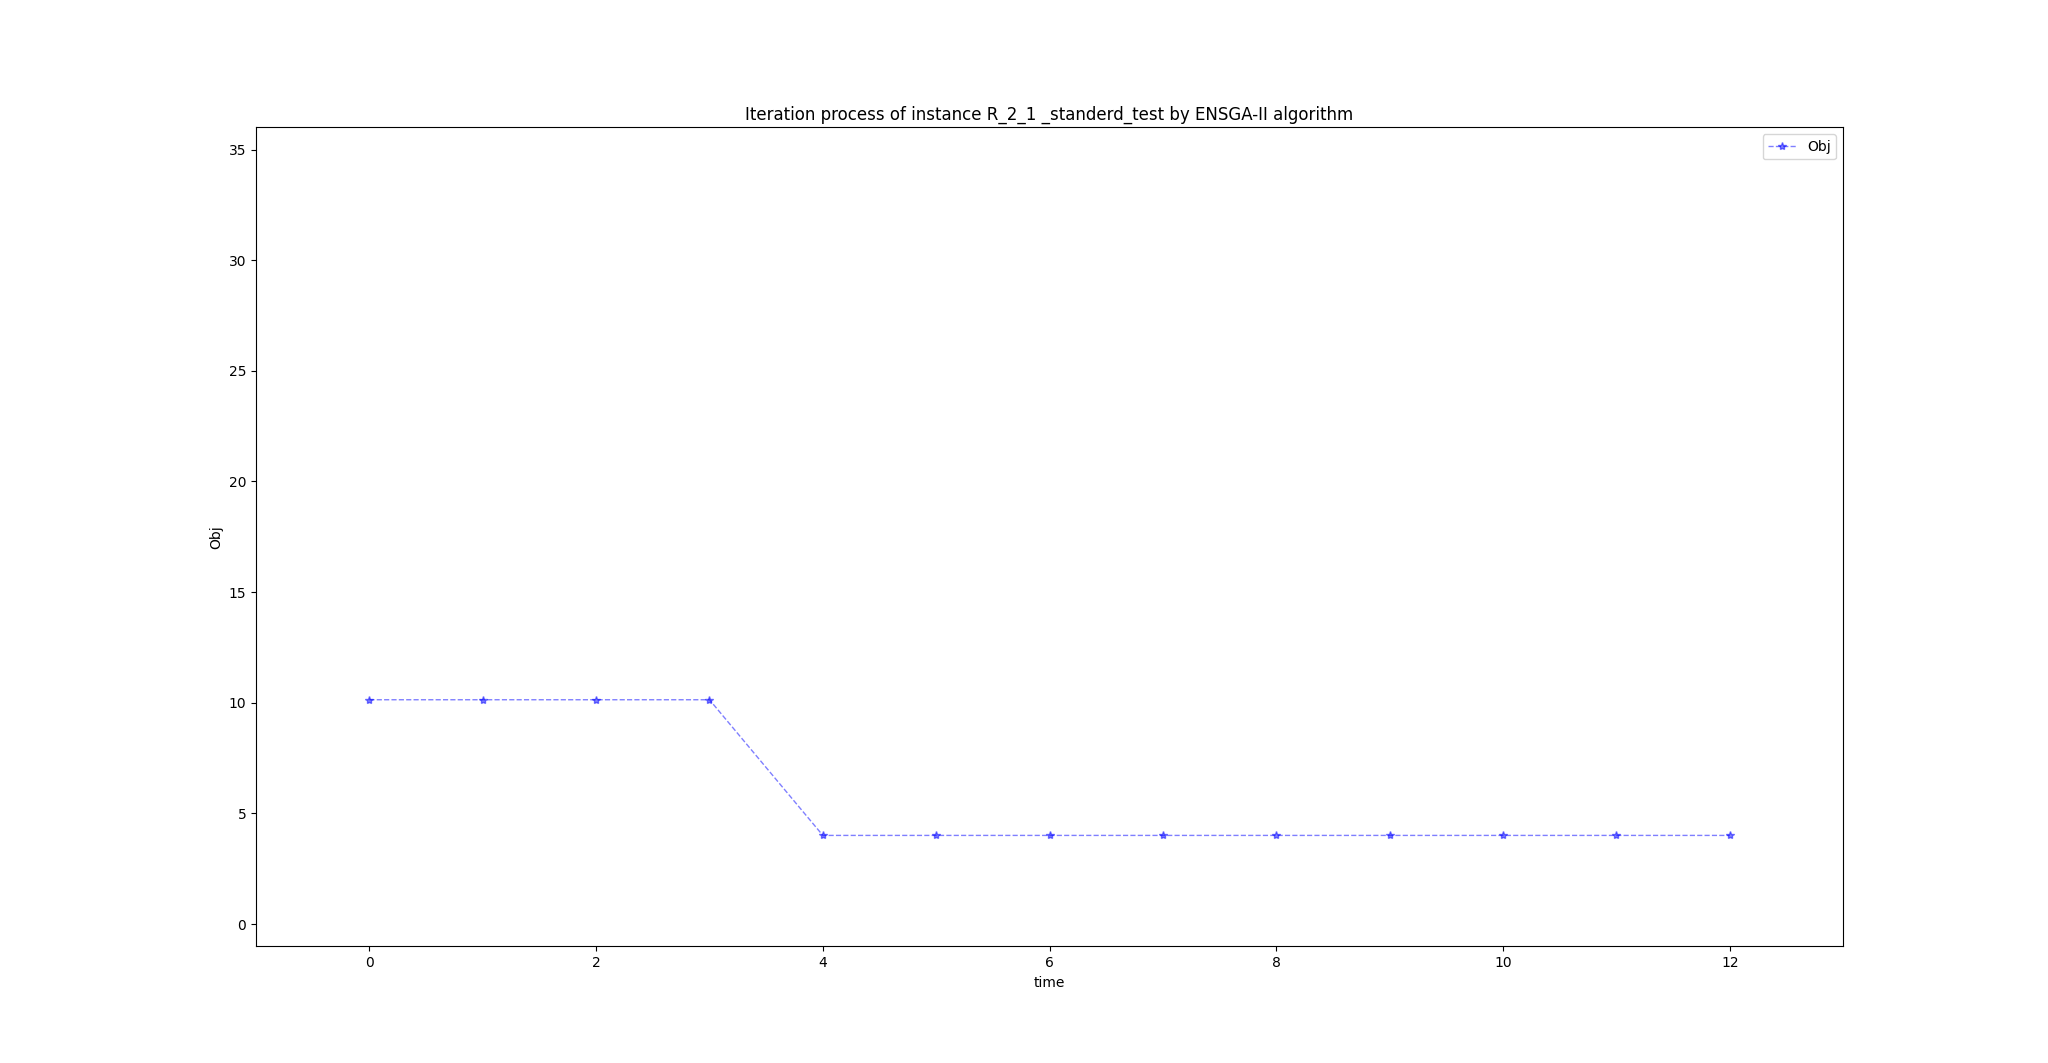 Iteration process of instance R_2_1 _standerd_test by ENSGA-II algorithm
Obj
35
30
25
20
15
10
5
0
Obj
0 2 4 6 8 10 12
time